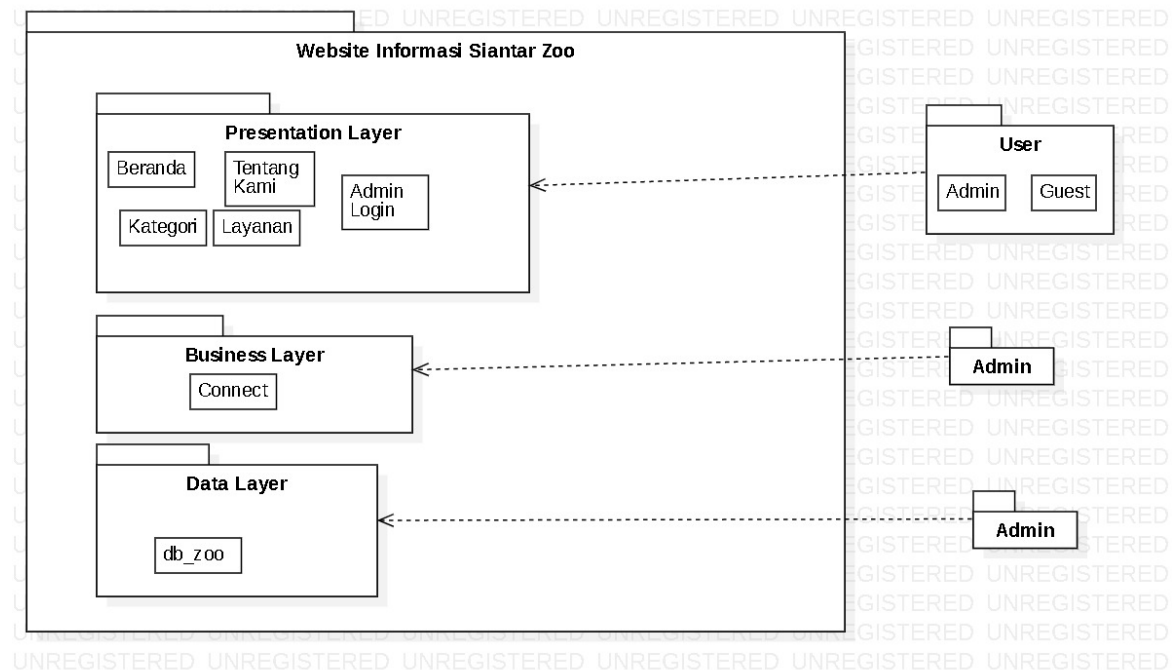 Website Informasi Siantar Zoo
Presentation Layer
Beranda
Tentang
Kami
Admin
Login
Kategori
Layanan
User
Admin
Guest
Business Layer
Connect
Admin
Data Layer
db_zoo
Admin
UNREGISTERED UNREGISTERED UNREGISTERED UNREGISTERED UNREGISTERED UNREGISTERED